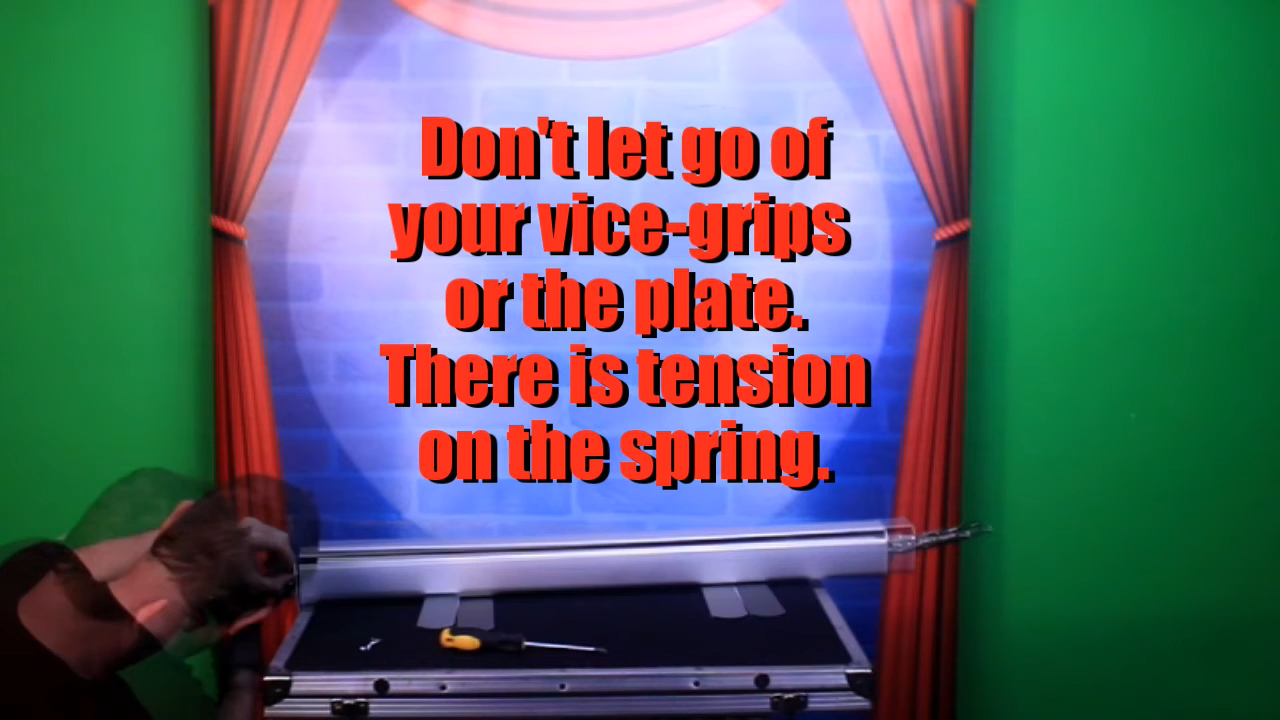 Don't let go of
your vice-grips
or the plate.
There is tension
on the spring.